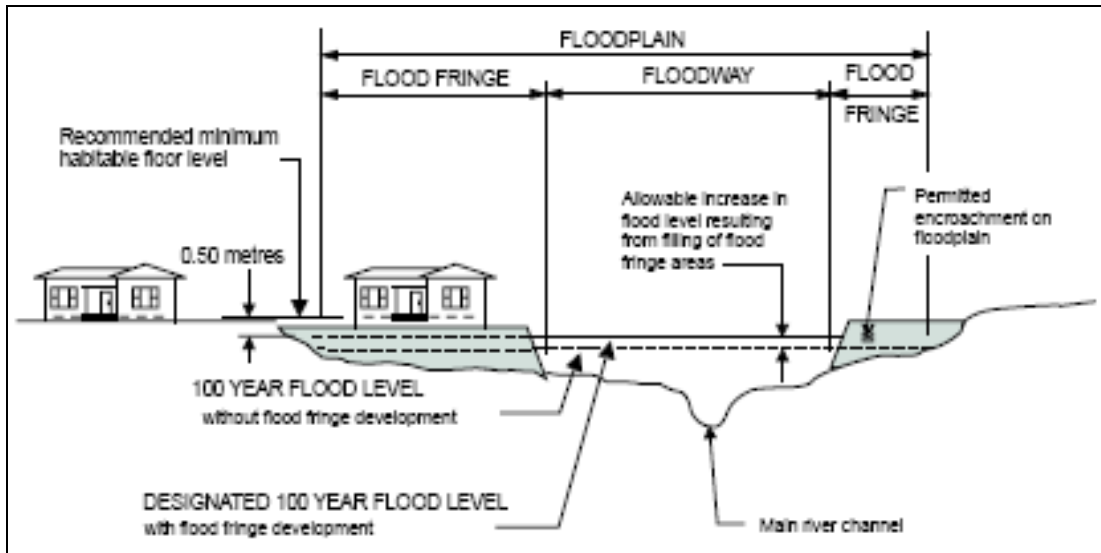 FLOODPLAIN
FLOOD FRINGE
FLOODWAY
FLOOD
FRINGE
Recommended minimum
habitable floor level
Allowable increase in
flood level resulting
from filling of flood
fringe areas
Permitted
encroachment on
floodplain
0.50 metres
100 YEAR FLOOD LEVEL
without flood fringe development
DESIGNATED 100 YEAR FLOOD LEVEL
with flood fringe development
Main river channel